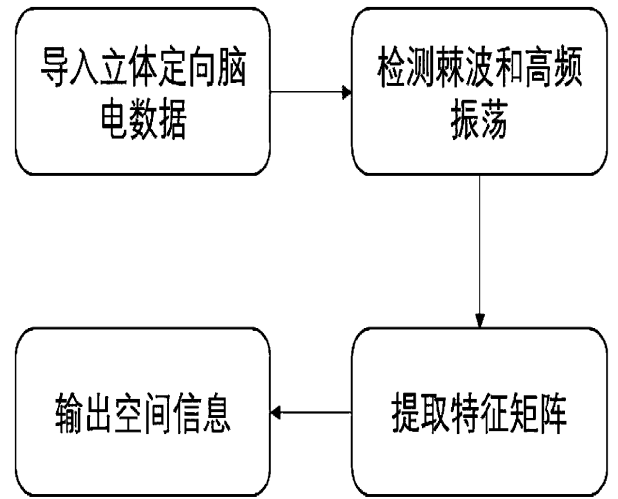 导入立体定向脑
电数据
检测棘波和高频
振荡
提取特征矩阵
输出空间信息